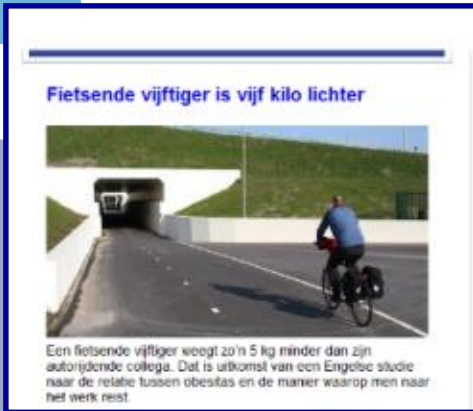 Fietsende vijftiger is vijf kilo lichter
Een fietsende vijftiger weegt zo'n 5 kg minder dan zijn
autorijdende collega. Dat is uitkomst van een Engelse studie
naar de relatie tussen obesitas en de manier waarop men naar
het werk reist